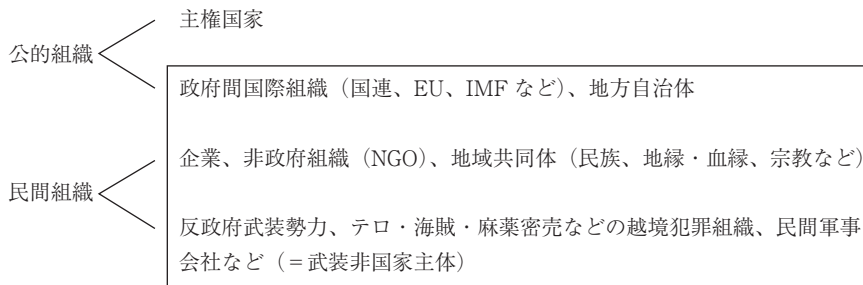 主権国家
公的組織
政府間国際組織（国連、EU、IMF など）、地方自治体
企業、非政府組織（NGO）、地域共同体（民族、地縁・血縁、宗教など）
民間組織
反政府武装勢力、テロ・海賊・麻薬密売などの越境犯罪組織、民間軍事
会社など（＝武装非国家主体）